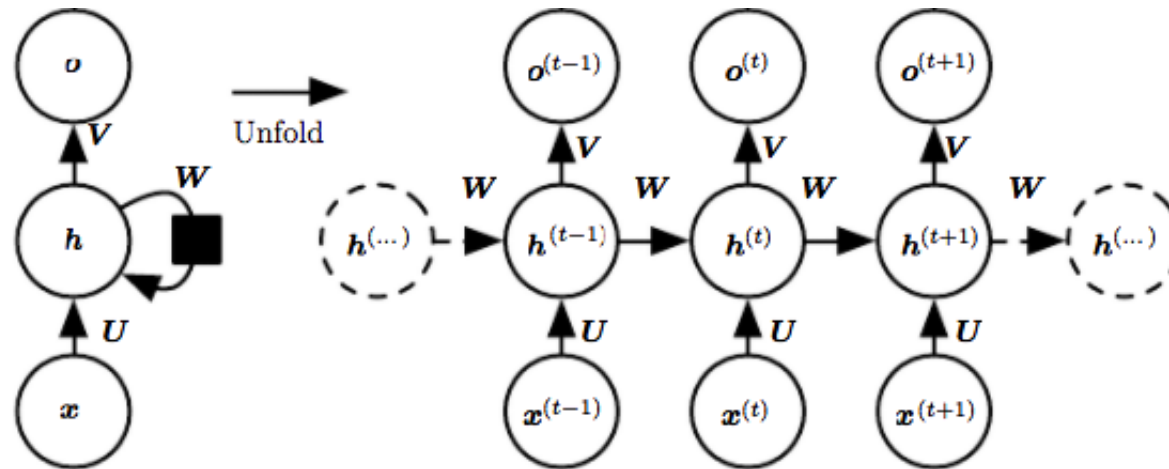 o o^{(t−1)} o^{(t)} o^{(t+1)}
Unfold
V V V V
W W W W W
h h^{(...)} h^{(t−1)} h^{(t)} h^{(t+1)} h^{(...)}
U U U U
x x^{(t−1)} x^{(t)} x^{(t+1)}